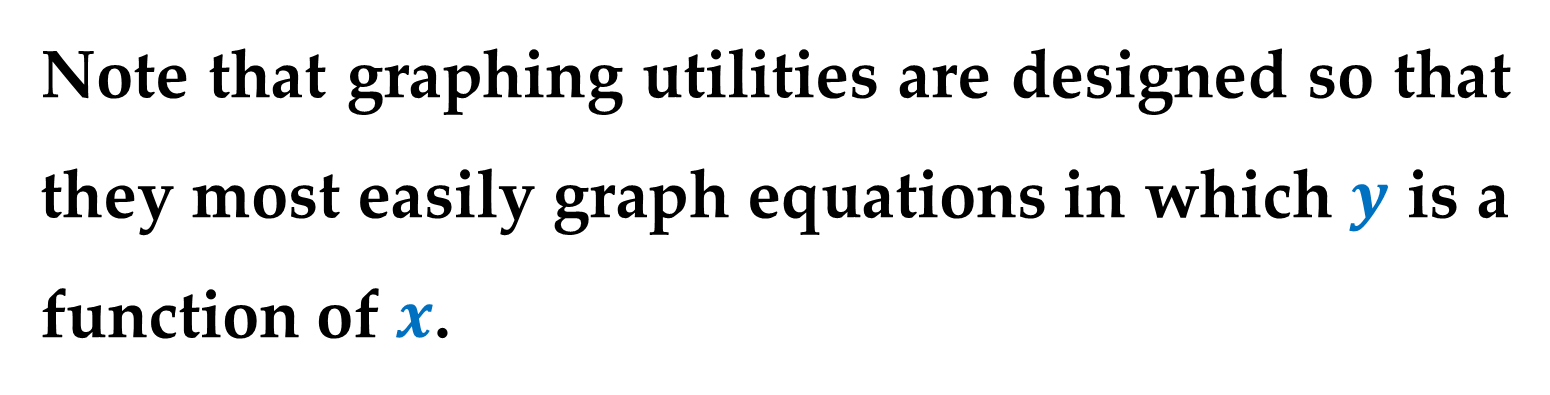 Note that graphing utilities are designed so that
they most easily graph equations in which y is a
function of x.